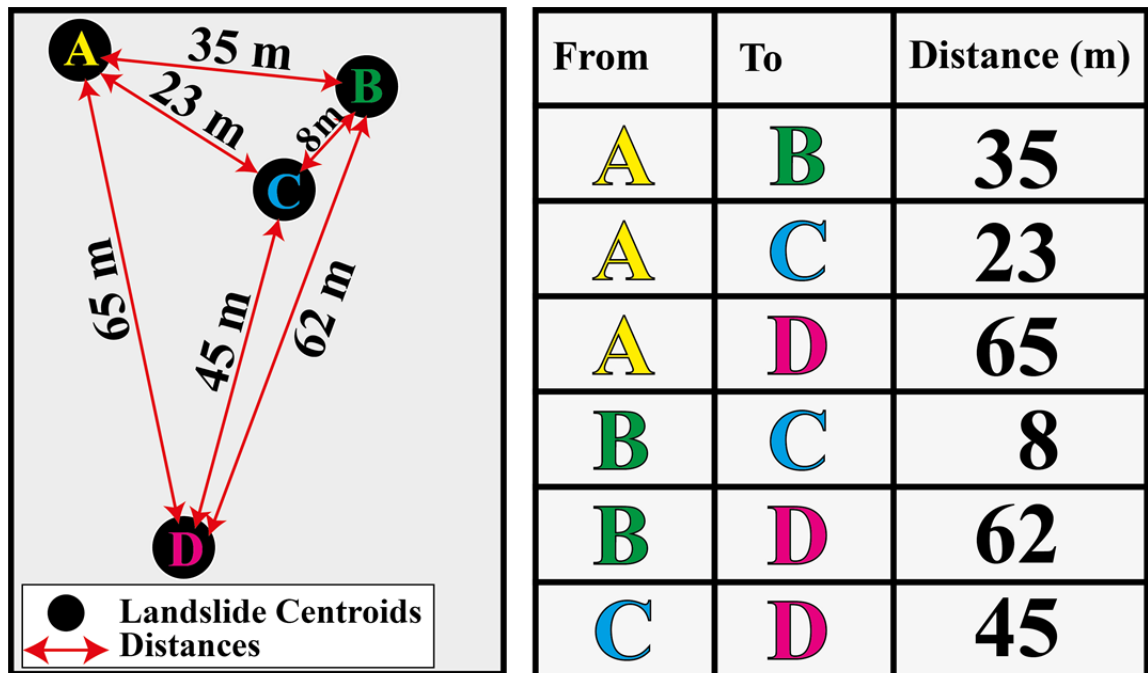 A
35 m
B
23 m
8m
C
65 m
45 m
62 m
D
Landslide Centroids
Distances
From To Distance (m)
A B 35
A C 23
A D 65
B C 8
B D 62
C D 45